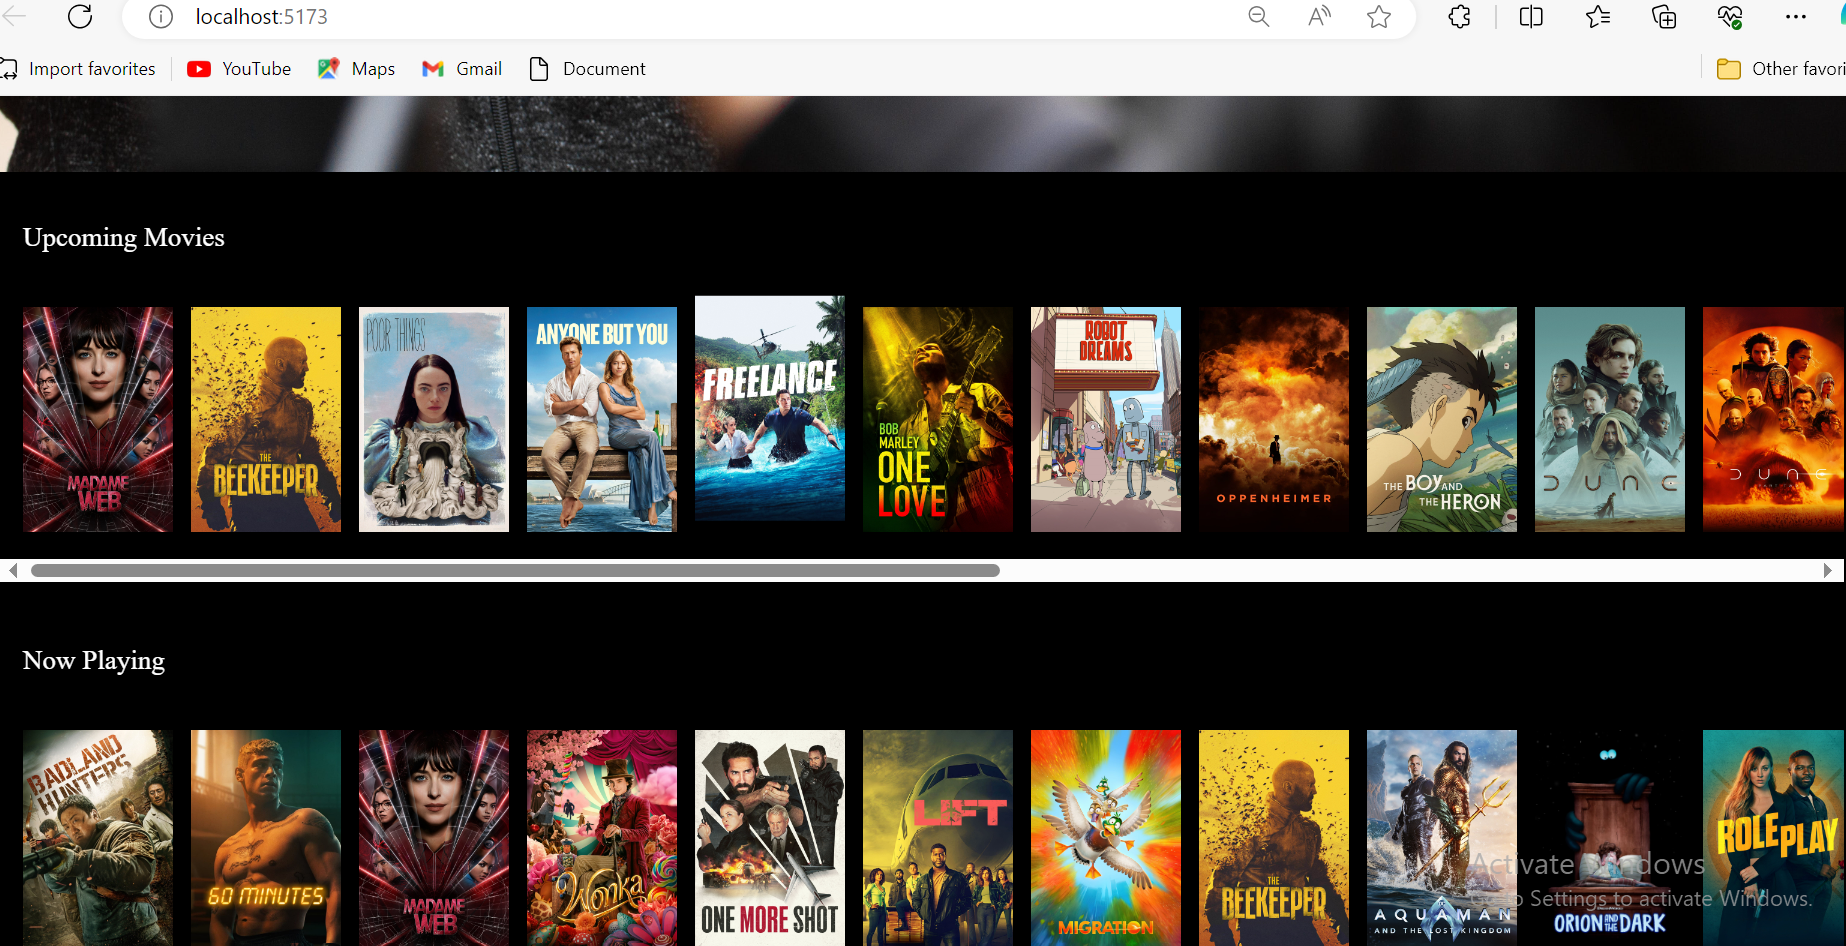 localhost:5173
Import favorites
YouTube
Maps
Gmail
Document
Other favori
Upcoming Movies
MADAME
WEB
THE
BEEKEEPER
POOR THINGS
ANYONE BUT YOU
FREELANCE
BOB
MARLEY
ONE
LOVE
ROBOT
DREAMS
OPPENHEIMER
THE BOY AND
THE HERON
DUNE
DUNE
Now Playing
BADLAND
HUNTERS
60 MINUTES
MADAME
WEB
Wonka
ONE MORE SHOT
LIFT
MIGRATION
THE
BEEKEEPER
AQUAMAN
AND THE LOST KINGDOM
ORION AND THE DARK
ROLE PLAY
Activate Windows
Go to Settings to activate Windows.